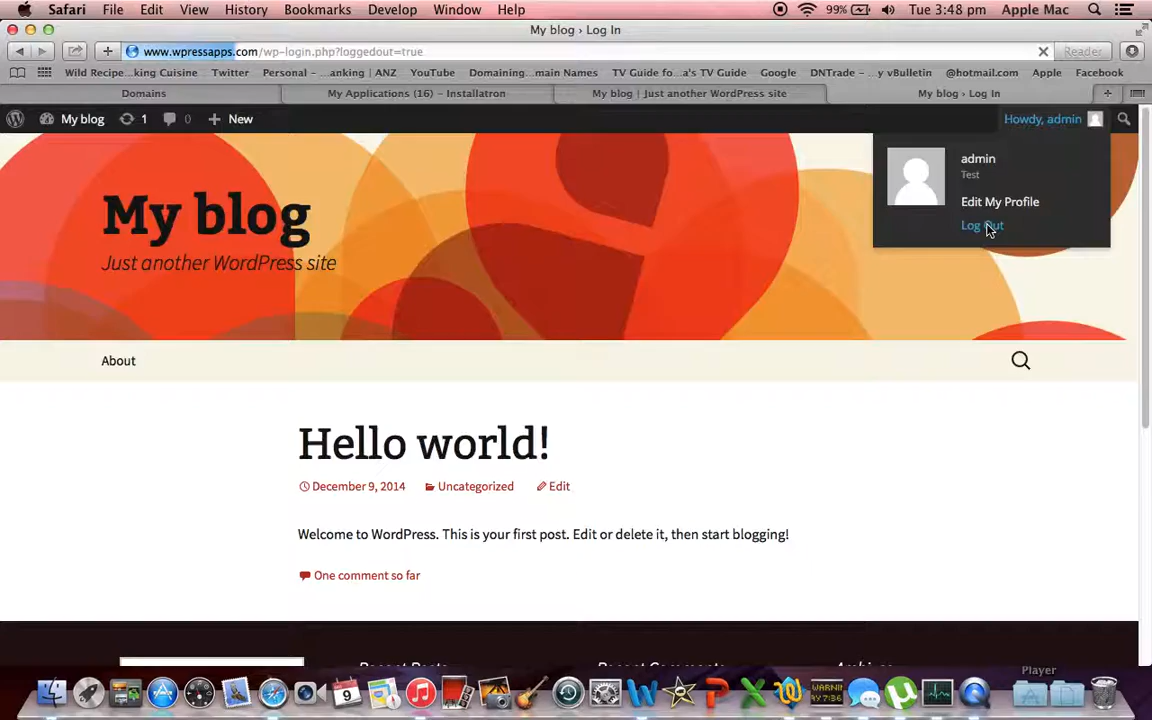 Safari File Edit View History Bookmarks Develop Window Help 99% Tue 3:48 pm Apple Mac
My blog › Log In
www.wpressapps.com/wp-login.php?loggedout=true Reader
Wild Recipe...king Cuisine Twitter Personal – ...anking | ANZ YouTube Domaining...main Names TV Guide fo...a's TV Guide Google DNTrade – ...y vBulletin @hotmail.com Apple Facebook
Domains My Applications (16) – Installatron My blog | Just another WordPress site My blog › Log In
My blog 1 0 + New Howdy, admin
admin
Test
Edit My Profile
Log Out
My blog
Just another WordPress site
About
Hello world!
December 9, 2014 Uncategorized Edit
Welcome to WordPress. This is your first post. Edit or delete it, then start blogging!
One comment so far
Recent Posts Recent Comments
Player
9